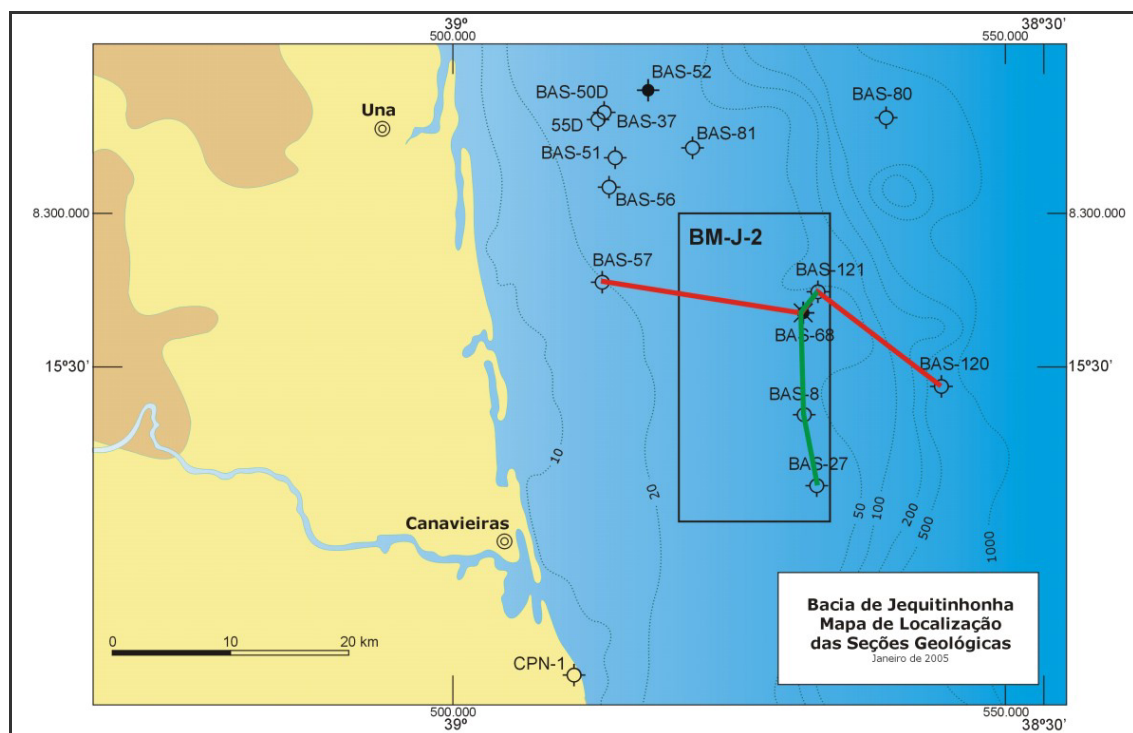 39º
38º30'
500.000
550.000
BAS-52
BAS-50D
BAS-80
Una
55D
BAS-37
BAS-81
BAS-51
BAS-56
8.300.000
8.300.000
BM-J-2
BAS-57
BAS-121
BAS-68
15º30'
15º30'
BAS-120
BAS-8
10
BAS-27
20
50
100
200
500
1000
Canavieiras
Bacia de Jequitinhonha
Mapa de Localização
das Seções Geológicas
Janeiro de 2005
0
10
20 km
CPN-1
500.000
550.000
39º
38º30'